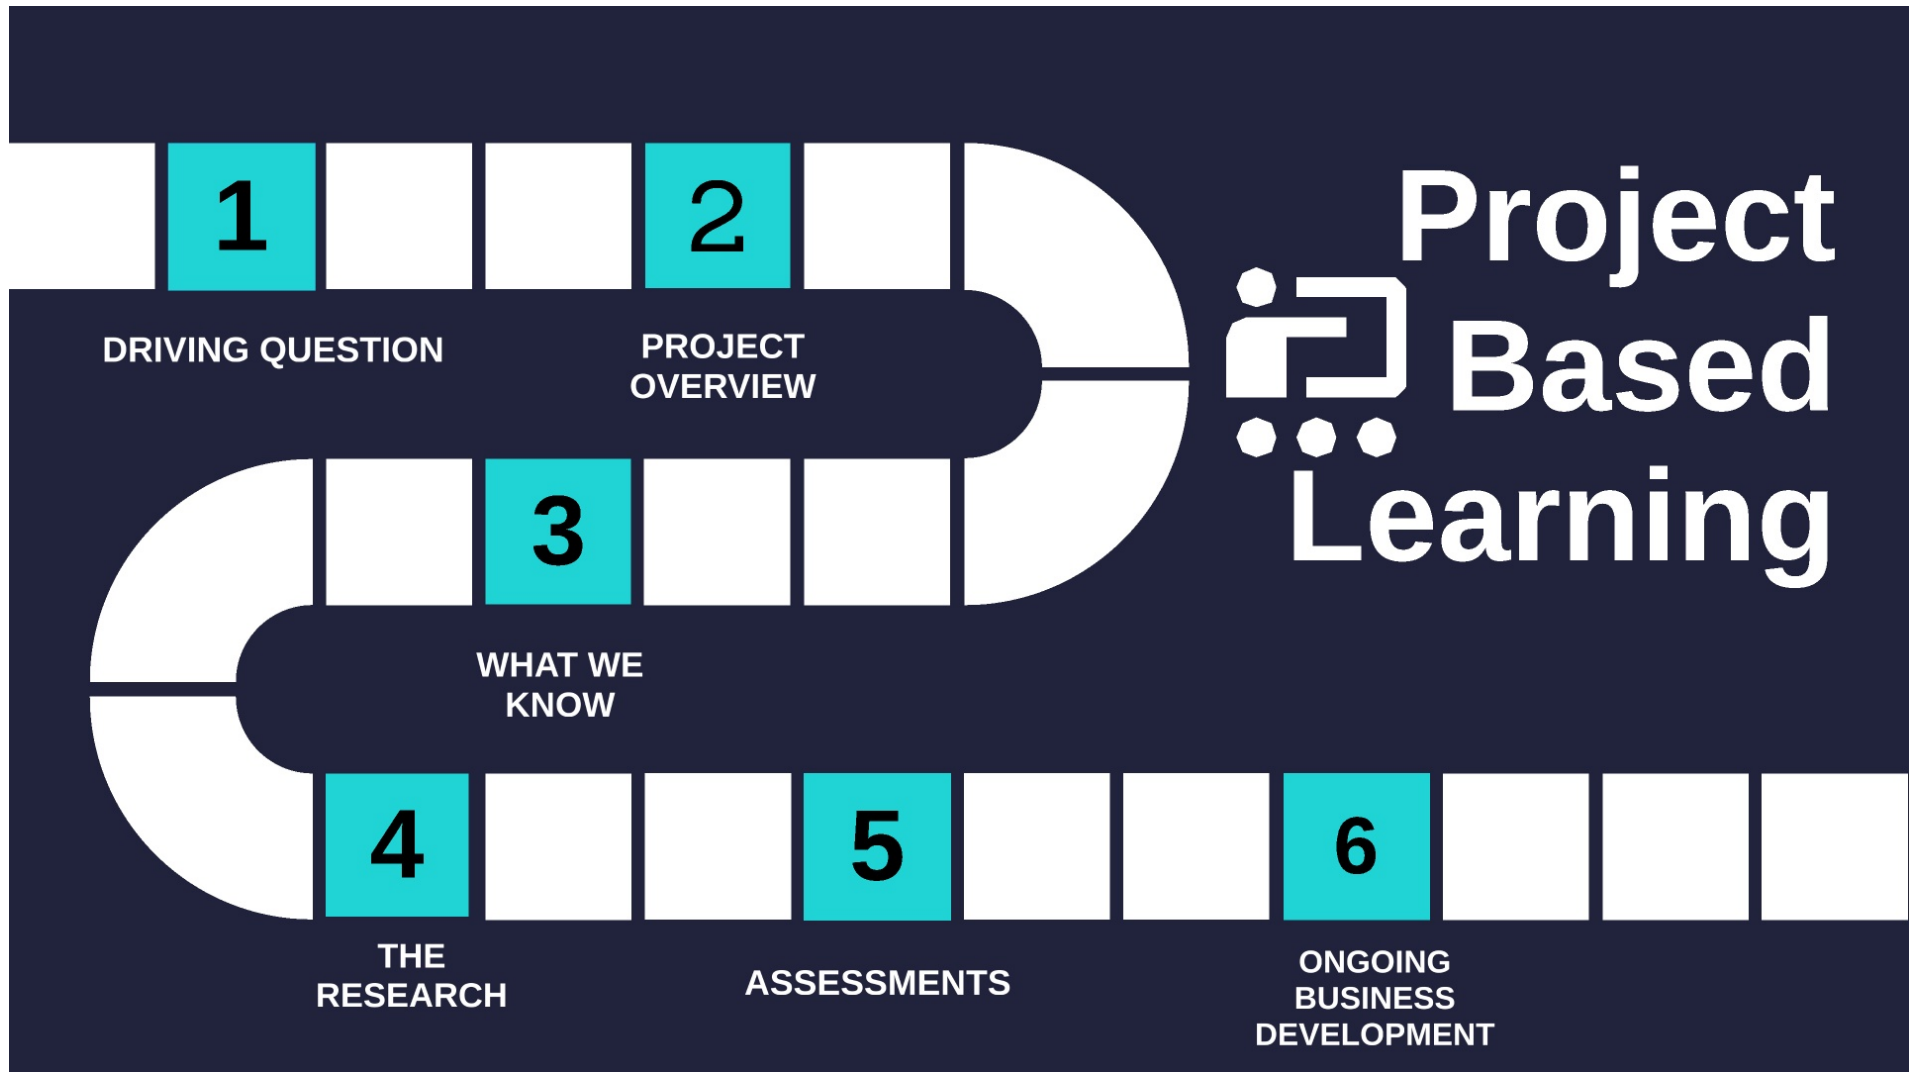 Project
Based
Learning
1
DRIVING QUESTION
2
PROJECT
OVERVIEW
3
WHAT WE
KNOW
4
THE
RESEARCH
5
ASSESSMENTS
6
ONGOING
BUSINESS
DEVELOPMENT